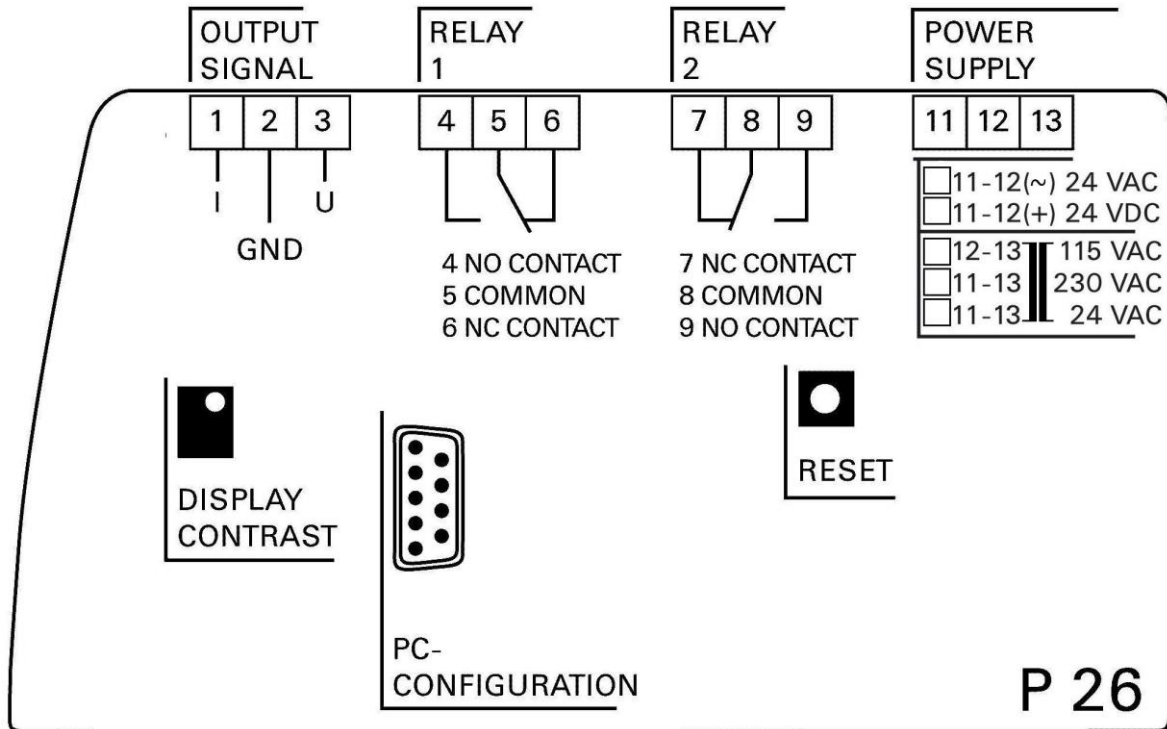 OUTPUT
SIGNAL
RELAY
1
RELAY
2
POWER
SUPPLY
1 2 3
4 5 6
7 8 9
11 12 13
I
U
GND
4 NO CONTACT
5 COMMON
6 NC CONTACT
7 NC CONTACT
8 COMMON
9 NO CONTACT
11-12(~) 24 VAC
11-12(+) 24 VDC
12-13 115 VAC
11-13 230 VAC
11-13 24 VAC
DISPLAY
CONTRAST
PC-
CONFIGURATION
RESET
P 26